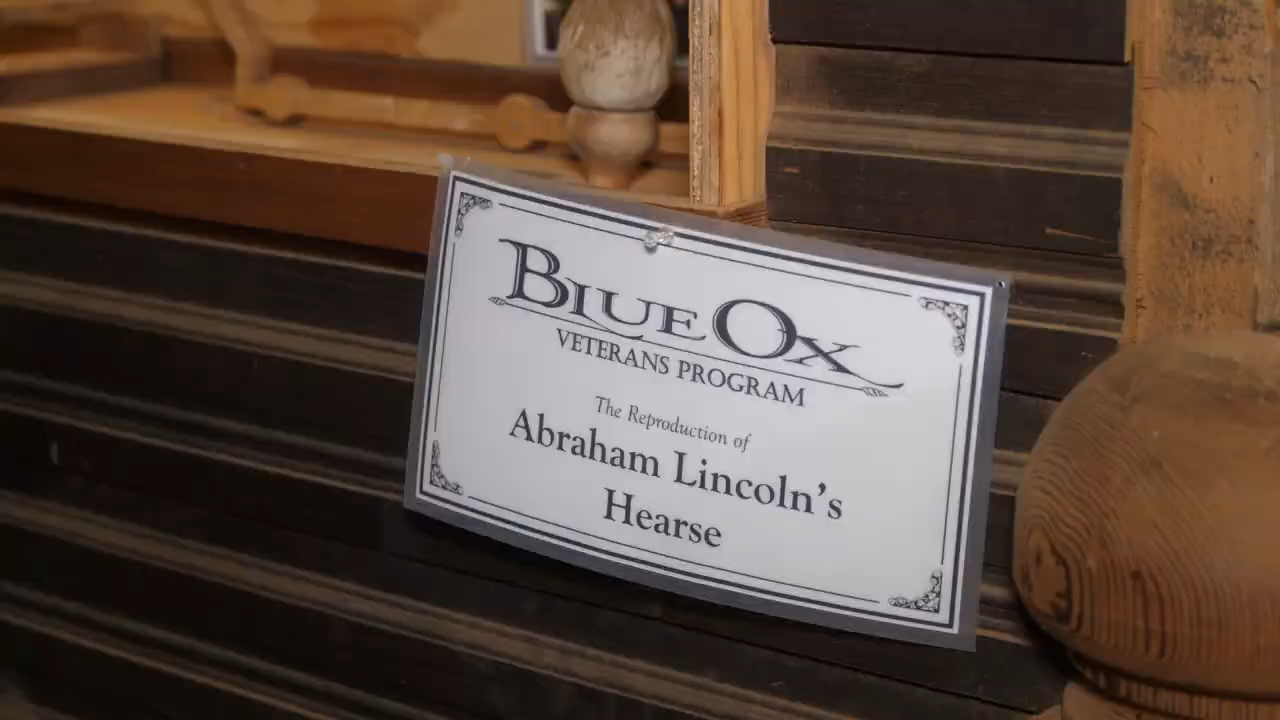 BLUE OX
VETERANS PROGRAM
The Reproduction of
Abraham Lincoln's
Hearse